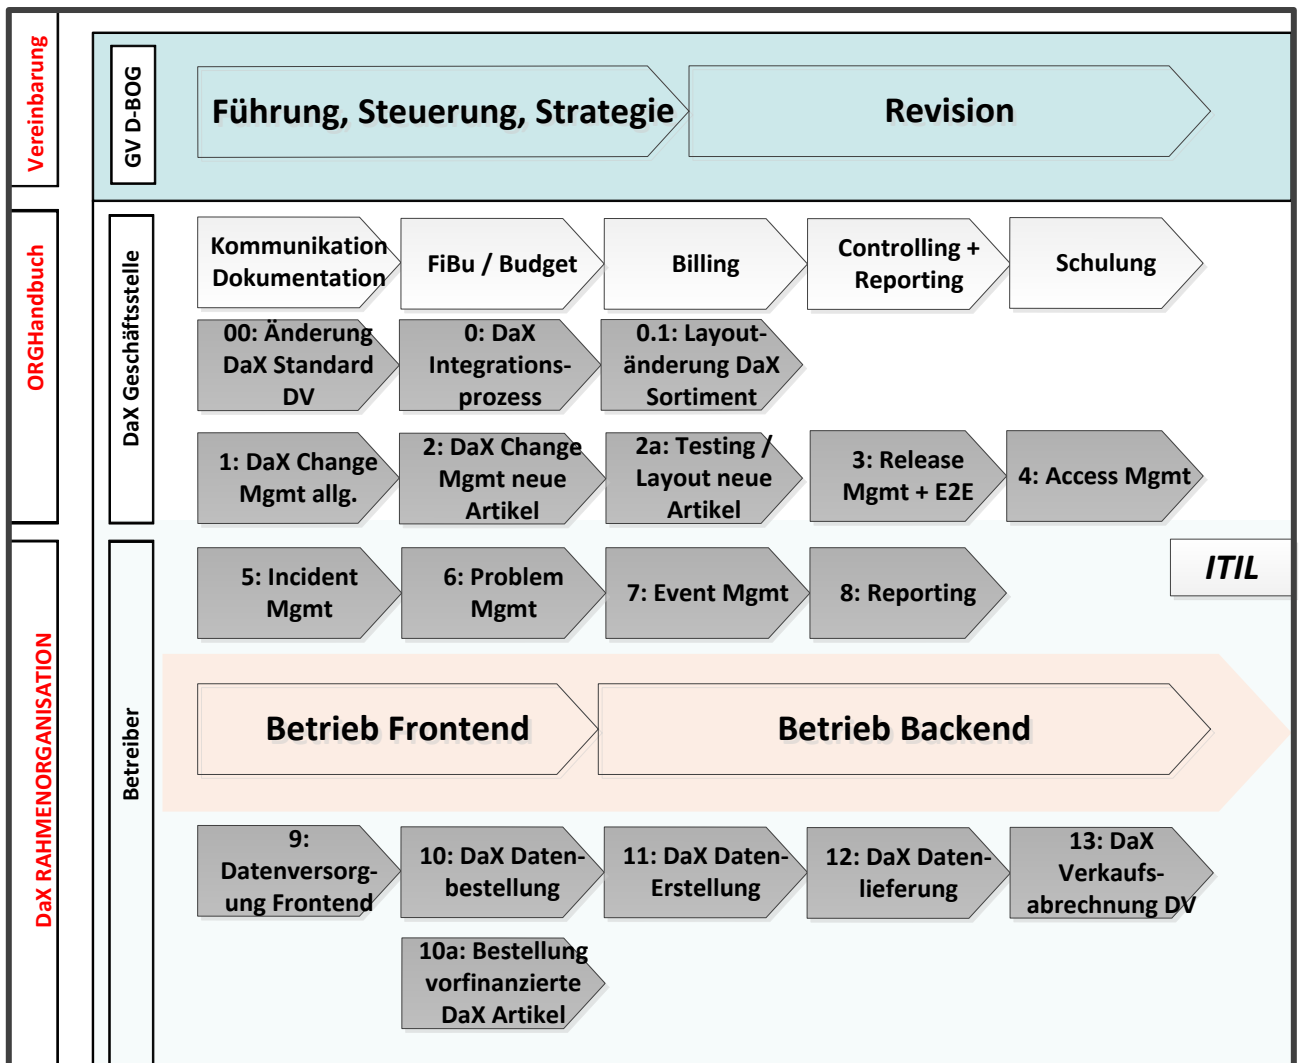 Vereinbarung
GV D-BOG
Führung, Steuerung, Strategie
Revision
ORGHandbuch
DaX Geschäftsstelle
Kommunikation
Dokumentation
FiBu / Budget
Billing
Controlling +
Reporting
Schulung
00: Änderung
DaX Standard
DV
0: DaX
Integrations-
prozess
0.1: Layout-
änderung DaX
Sortiment
1: DaX Change
Mgmt allg.
2: DaX Change
Mgmt neue
Artikel
2a: Testing /
Layout neue
Artikel
3: Release
Mgmt + E2E
4: Access Mgmt
DaX RAHMENORGANISATION
Betreiber
ITIL
5: Incident
Mgmt
6: Problem
Mgmt
7: Event Mgmt
8: Reporting
Betrieb Frontend
Betrieb Backend
9:
Datenversorg-
ung Frontend
10: DaX Daten-
bestellung
11: DaX Daten-
Erstellung
12: DaX Daten-
lieferung
13: DaX
Verkaufs-
abrechnung DV
10a: Bestellung
vorfinanzierte
DaX Artikel